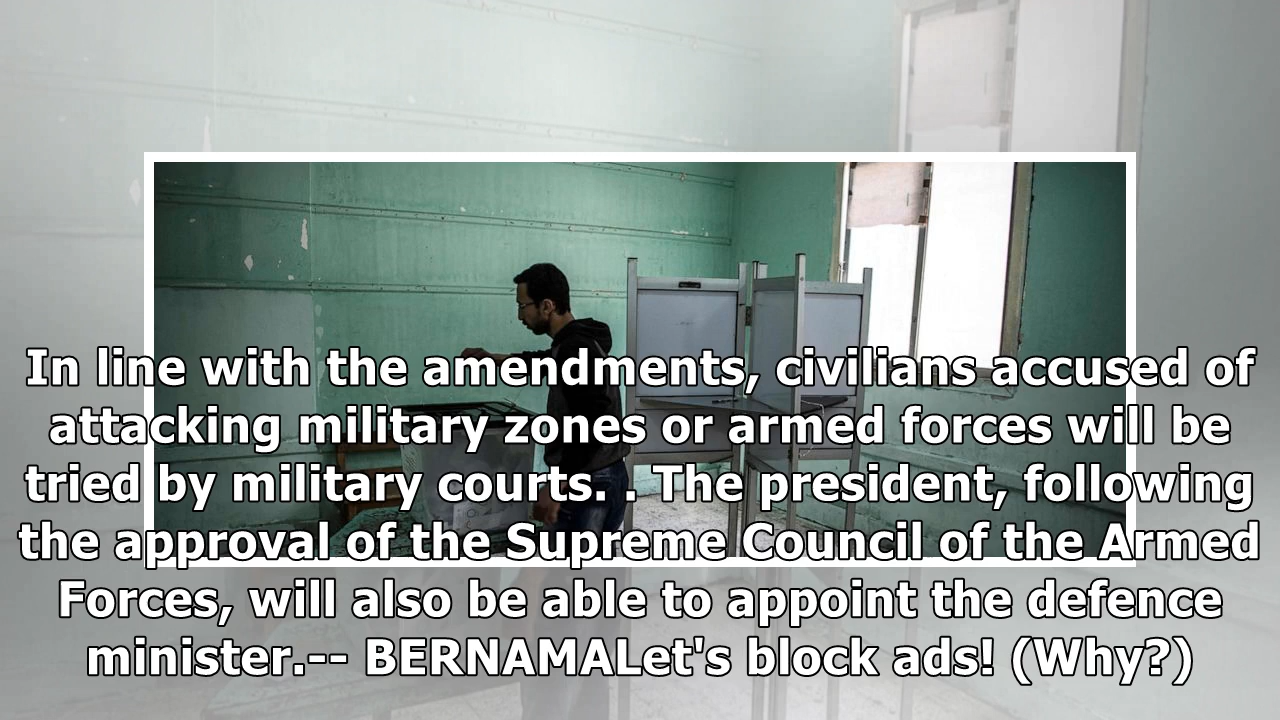 In line with the amendments, civilians accused of
attacking military zones or armed forces will be
tried by military courts. . The president, following
the approval of the Supreme Council of the Armed
Forces, will also be able to appoint the defence
minister.-- BERNAMALet's block ads! (Why?)